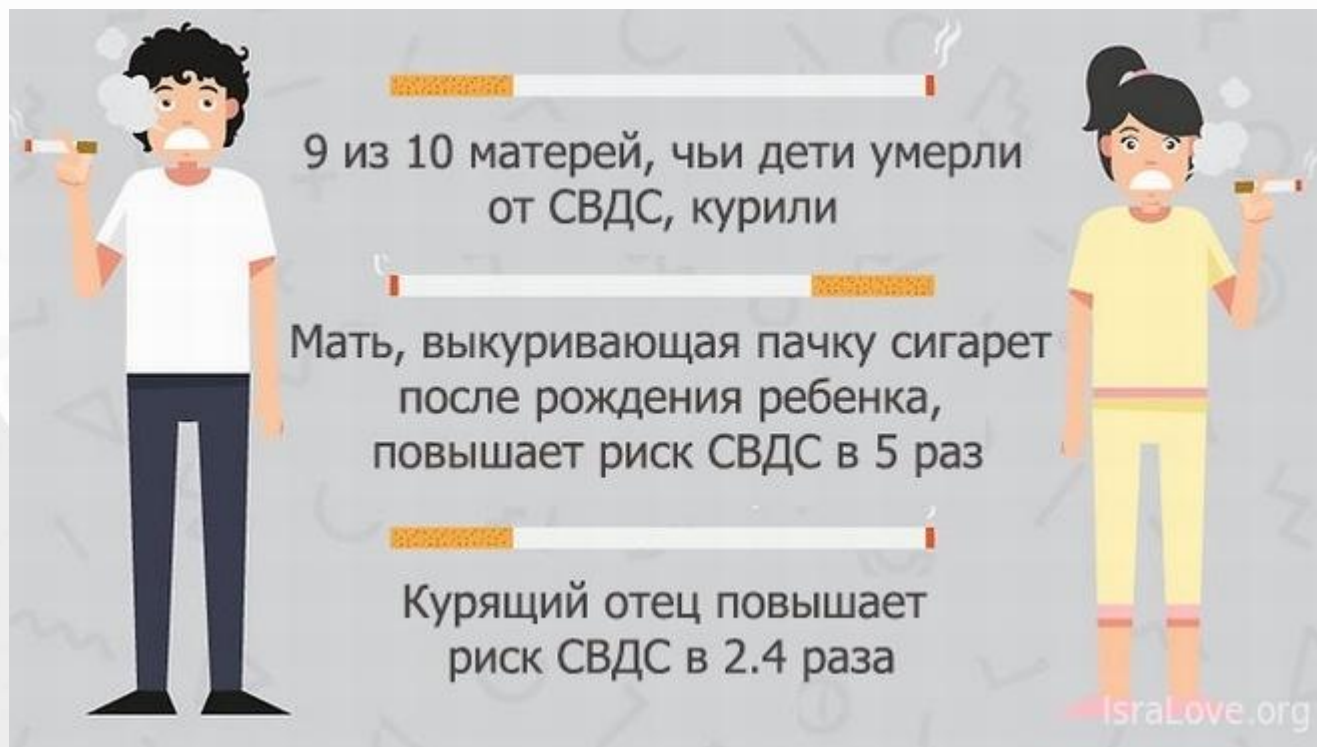 9 из 10 матерей, чьи дети умерли
от СВДС, курили
Мать, выкуривающая пачку сигарет
после рождения ребенка,
повышает риск СВДС в 5 раз
Курящий отец повышает
риск СВДС в 2.4 раза
IsraLove.org